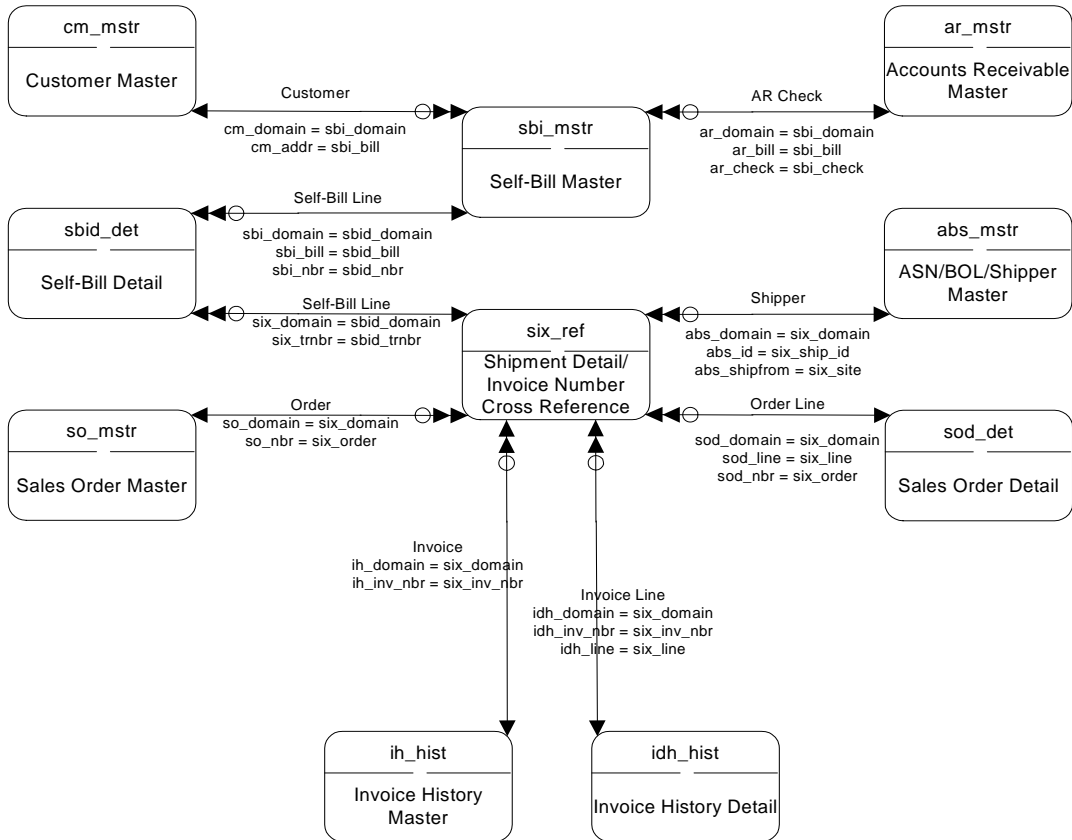 cm_mstr
Customer Master
ar_mstr
Accounts Receivable
Master
Customer
cm_domain = sbi_domain
cm_addr = sbi_bill
sbi_mstr
Self-Bill Master
AR Check
ar_domain = sbi_domain
ar_bill = sbi_bill
ar_check = sbi_check
sbid_det
Self-Bill Detail
Self-Bill Line
sbi_domain = sbid_domain
sbi_bill = sbid_bill
sbi_nbr = sbid_nbr
abs_mstr
ASN/BOL/Shipper
Master
Self-Bill Line
six_domain = sbid_domain
six_trnbr = sbid_trnbr
six_ref
Shipment Detail/
Invoice Number
Cross Reference
Shipper
abs_domain = six_domain
abs_id = six_ship_id
abs_shipfrom = six_site
so_mstr
Sales Order Master
Order
so_domain = six_domain
so_nbr = six_order
Order Line
sod_domain = six_domain
sod_line = six_line
sod_nbr = six_order
sod_det
Sales Order Detail
Invoice
ih_domain = six_domain
ih_inv_nbr = six_inv_nbr
Invoice Line
idh_domain = six_domain
idh_inv_nbr = six_inv_nbr
idh_line = six_line
ih_hist
Invoice History
Master
idh_hist
Invoice History Detail